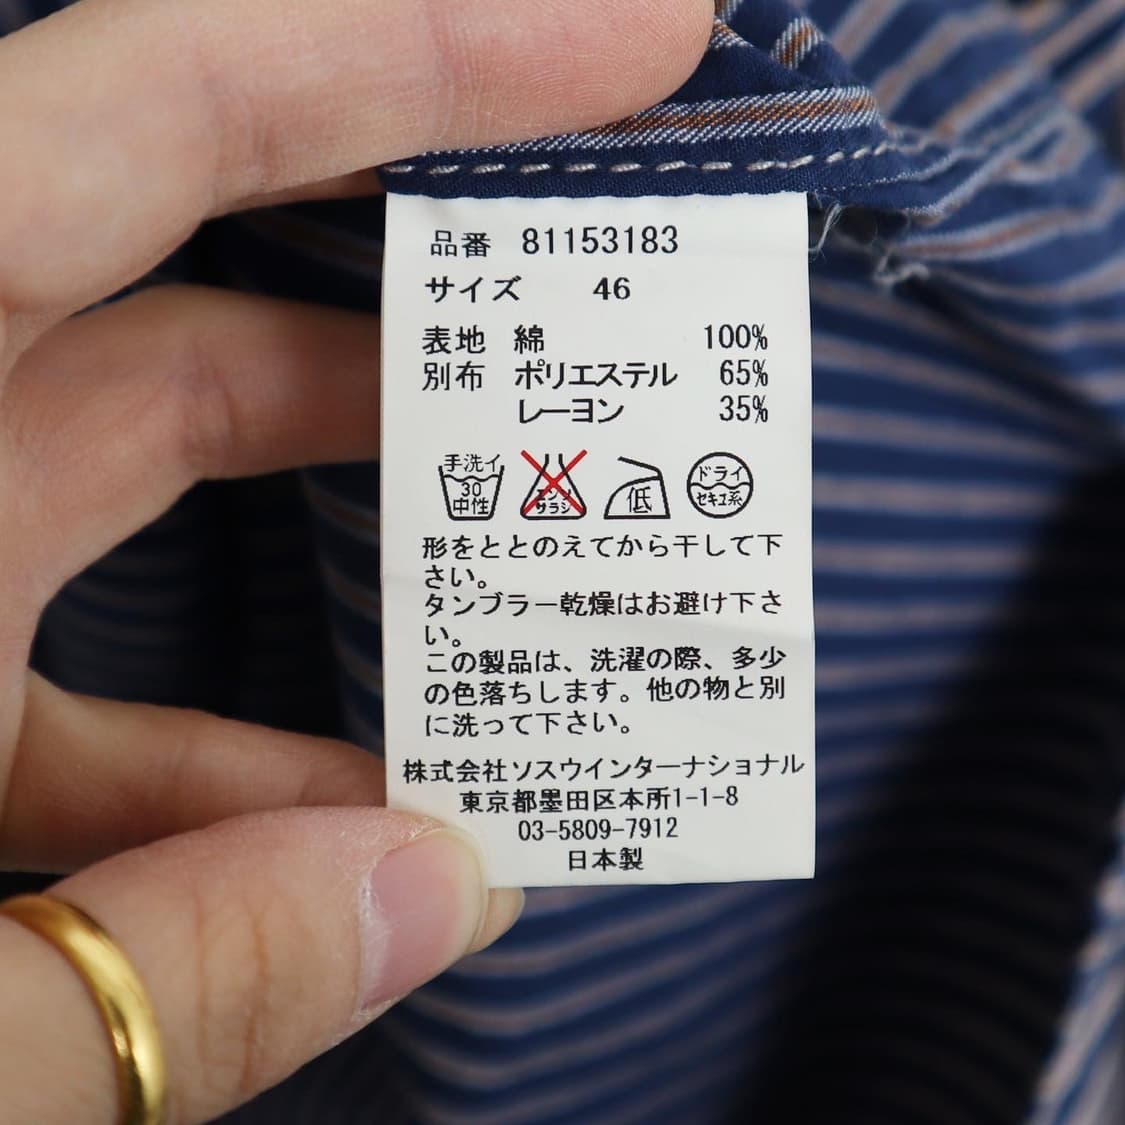 品番 81153183
サイズ 46
表地 綿 100%
別布 ポリエステル 65%
レーヨン 35%
手洗イ
30
中性
エンソ
サラシ
低
ドライ
セキユ系
形をととのえてから干して下
さい。
タンブラー乾燥はお避け下さ
い。
この製品は、洗濯の際、多少
の色落ちします。他の物と別
に洗って下さい。
株式会社ソスウインターナショナル
東京都墨田区本所1-1-8
03-5809-7912
日本製